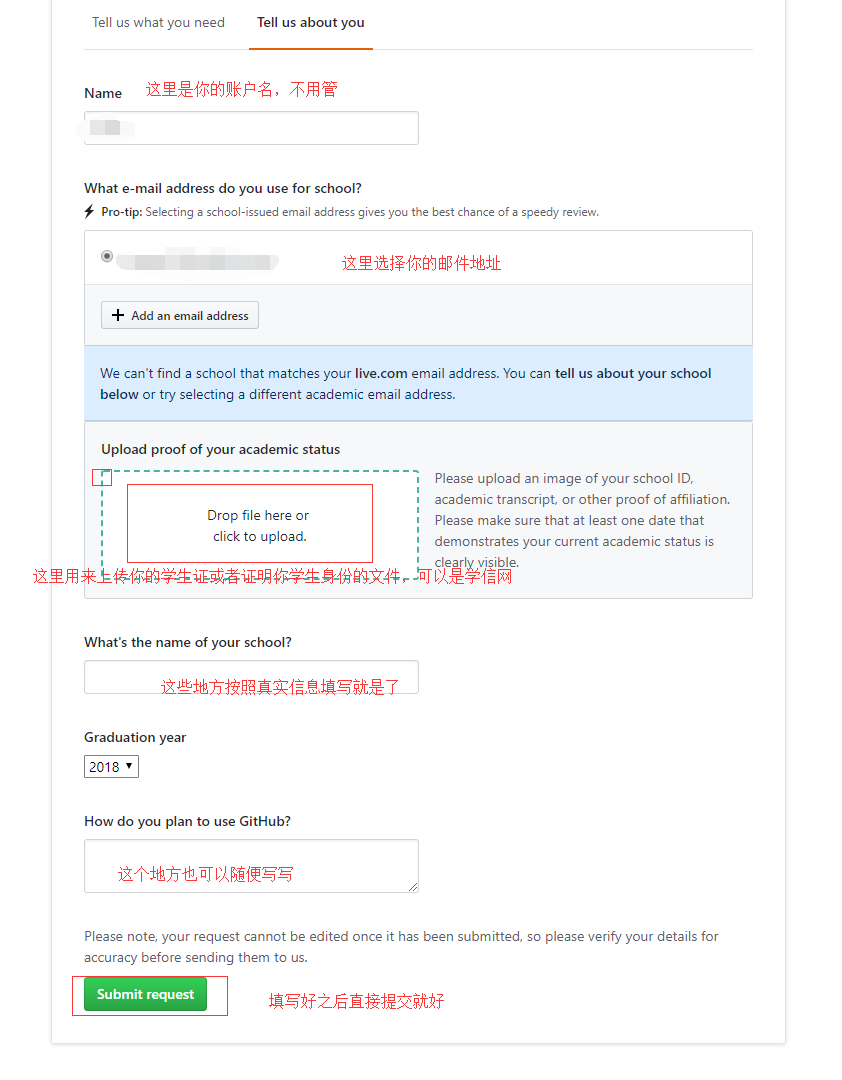 Tell us what you need
Tell us about you
Name
这里是你的账户名，不用管
What e-mail address do you use for school?
Pro-tip: Selecting a school-issued email address gives you the best chance of a speedy review.
这里选择你的邮件地址
Add an email address
We can't find a school that matches your live.com email address. You can tell us about your school
below or try selecting a different academic email address.
Upload proof of your academic status
Drop file here or
click to upload.
Please upload an image of your school ID,
academic transcript, or other proof of affiliation.
Please make sure that at least one date that
demonstrates your current academic status is
clearly visible.
这里用来上传你的学生证或者证明你学生身份的文件，可以是学信网
What's the name of your school?
这些地方按照真实信息填写就是了
Graduation year
2018
How do you plan to use GitHub?
这个地方也可以随便写写
Please note, your request cannot be edited once it has been submitted, so please verify your details for
accuracy before sending them to us.
Submit request
填写好之后直接提交就好